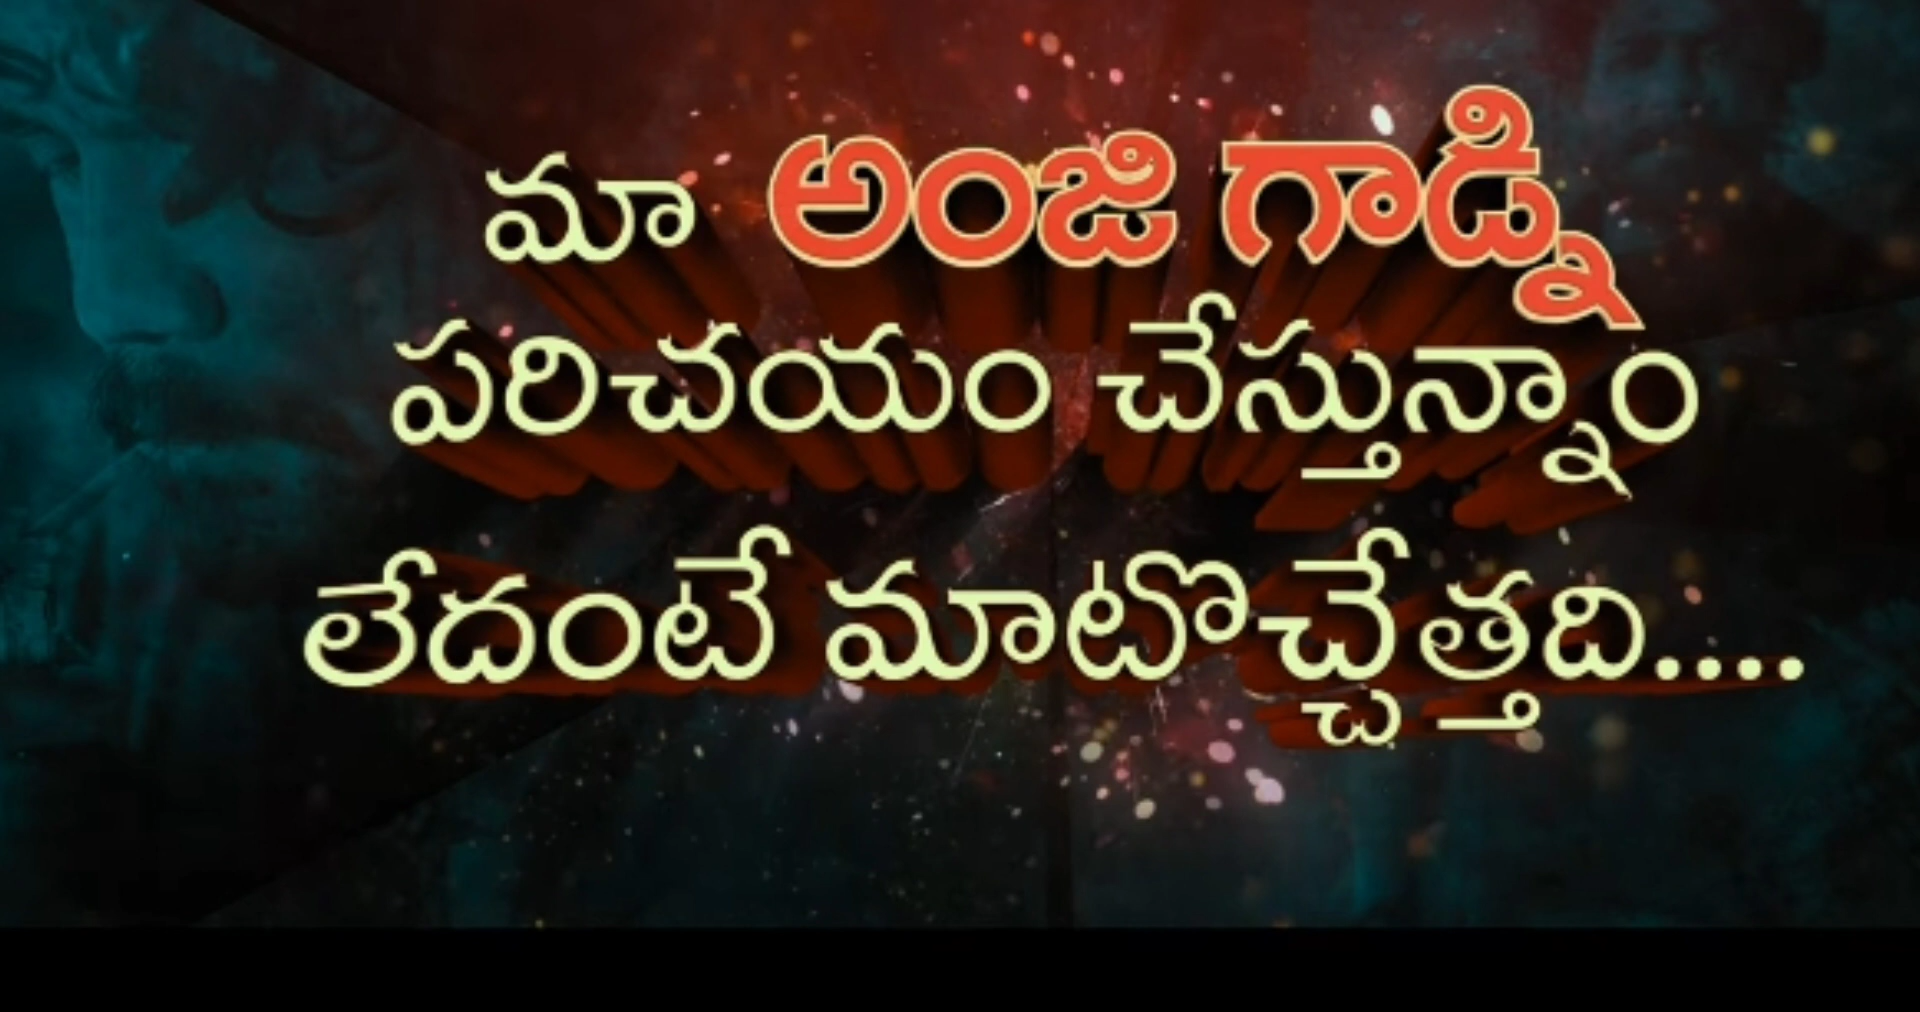 మా అంజి గాడ్ని
పరిచయం చేస్తున్నాం
లేదంటే మాటొచ్చేత్తది....